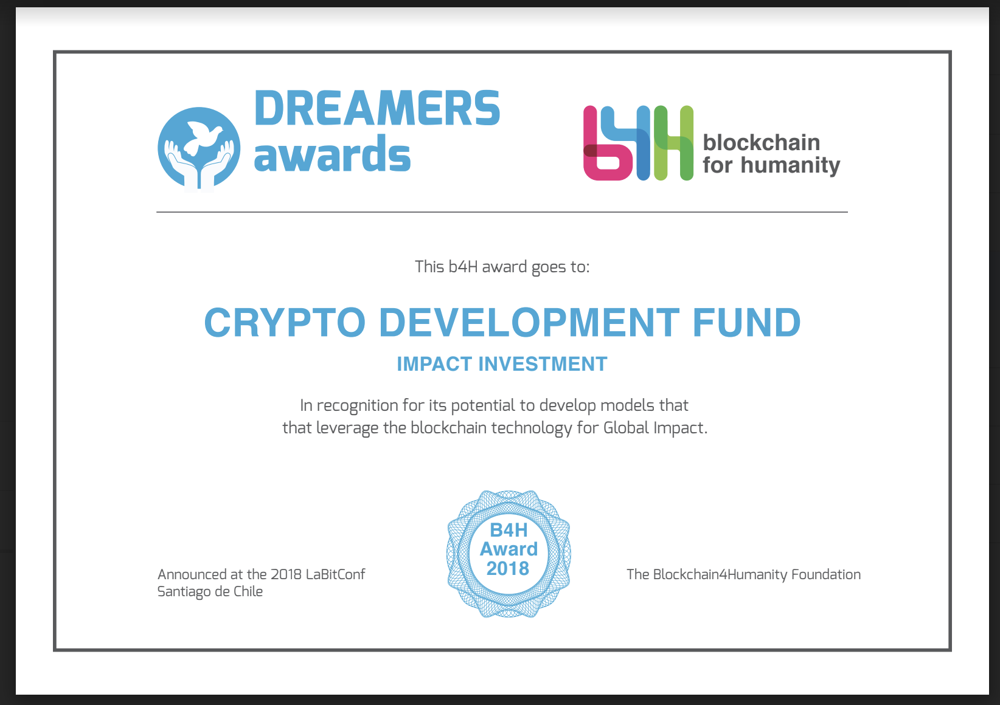 DREAMERS
awards
b4H
blockchain
for humanity
This b4H award goes to:
CRYPTO DEVELOPMENT FUND
IMPACT INVESTMENT
In recognition for its potential to develop models that
that leverage the blockchain technology for Global Impact.
B4H
Award
2018
Announced at the 2018 LaBitConf
Santiago de Chile
The Blockchain4Humanity Foundation